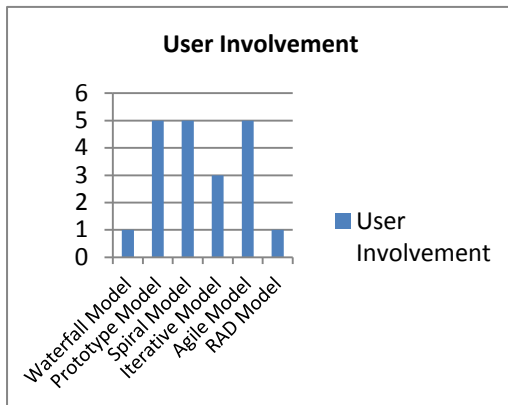 User Involvement
6
5
4
3
2
1
0
Waterfall Model
Prototype Model
Spiral Model
Iterative Model
Agile Model
RAD Model
User
Involvement